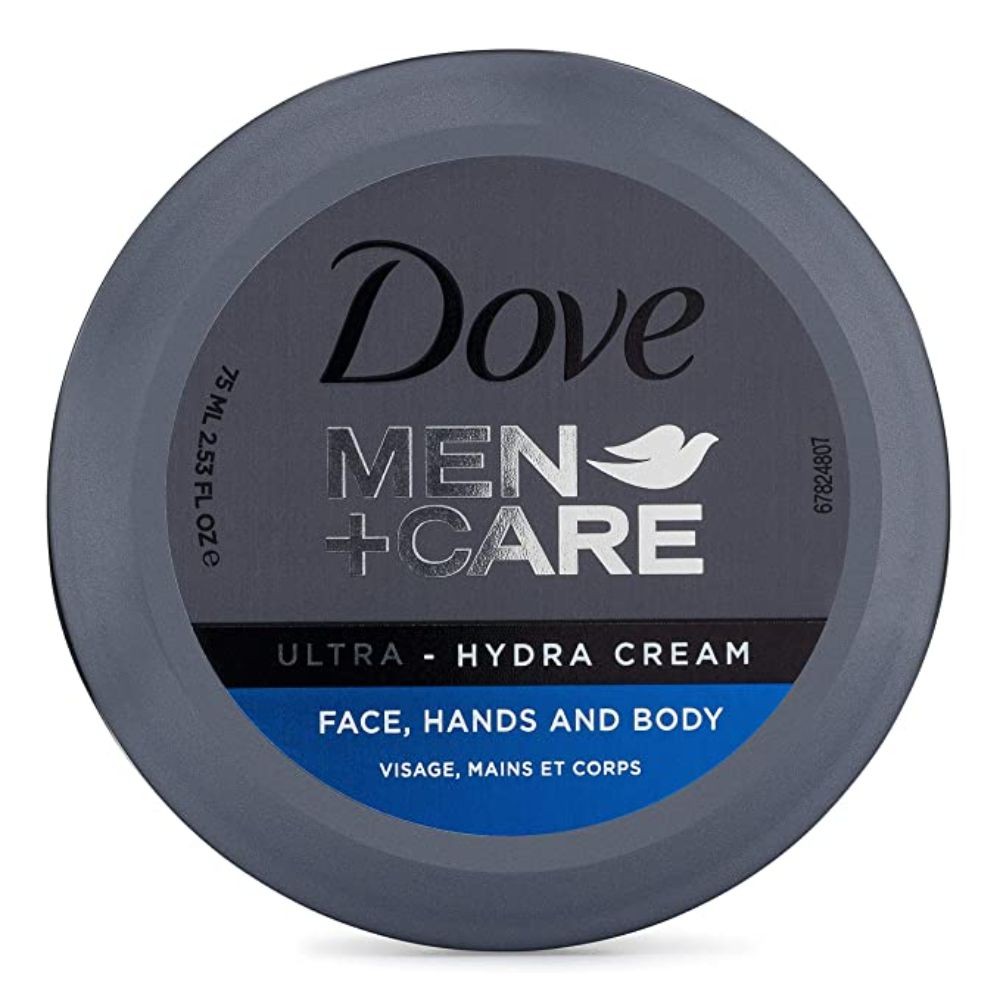 Dove
MEN
+CARE
75 ML 2.53 FL OZ ℮
67824807
ULTRA - HYDRA CREAM
FACE, HANDS AND BODY
VISAGE, MAINS ET CORPS